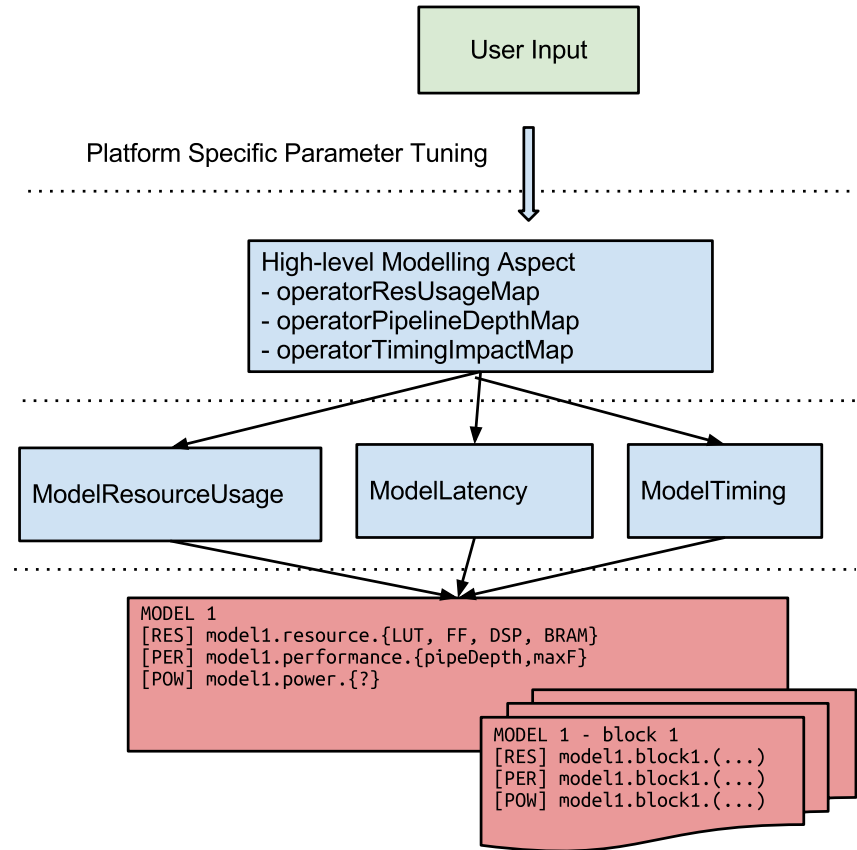 User Input
Platform Specific Parameter Tuning
High-level Modelling Aspect
- operatorResUsageMap
- operatorPipelineDepthMap
- operatorTimingImpactMap
ModelResourceUsage
ModelLatency
ModelTiming
MODEL 1
[RES] model1.resource.{LUT, FF, DSP, BRAM}
[PER] model1.performance.{pipeDepth,maxF}
[POW] model1.power.{?}
MODEL 1 - block 1
[RES] model1.block1.(...)
[PER] model1.block1.(...)
[POW] model1.block1.(...)